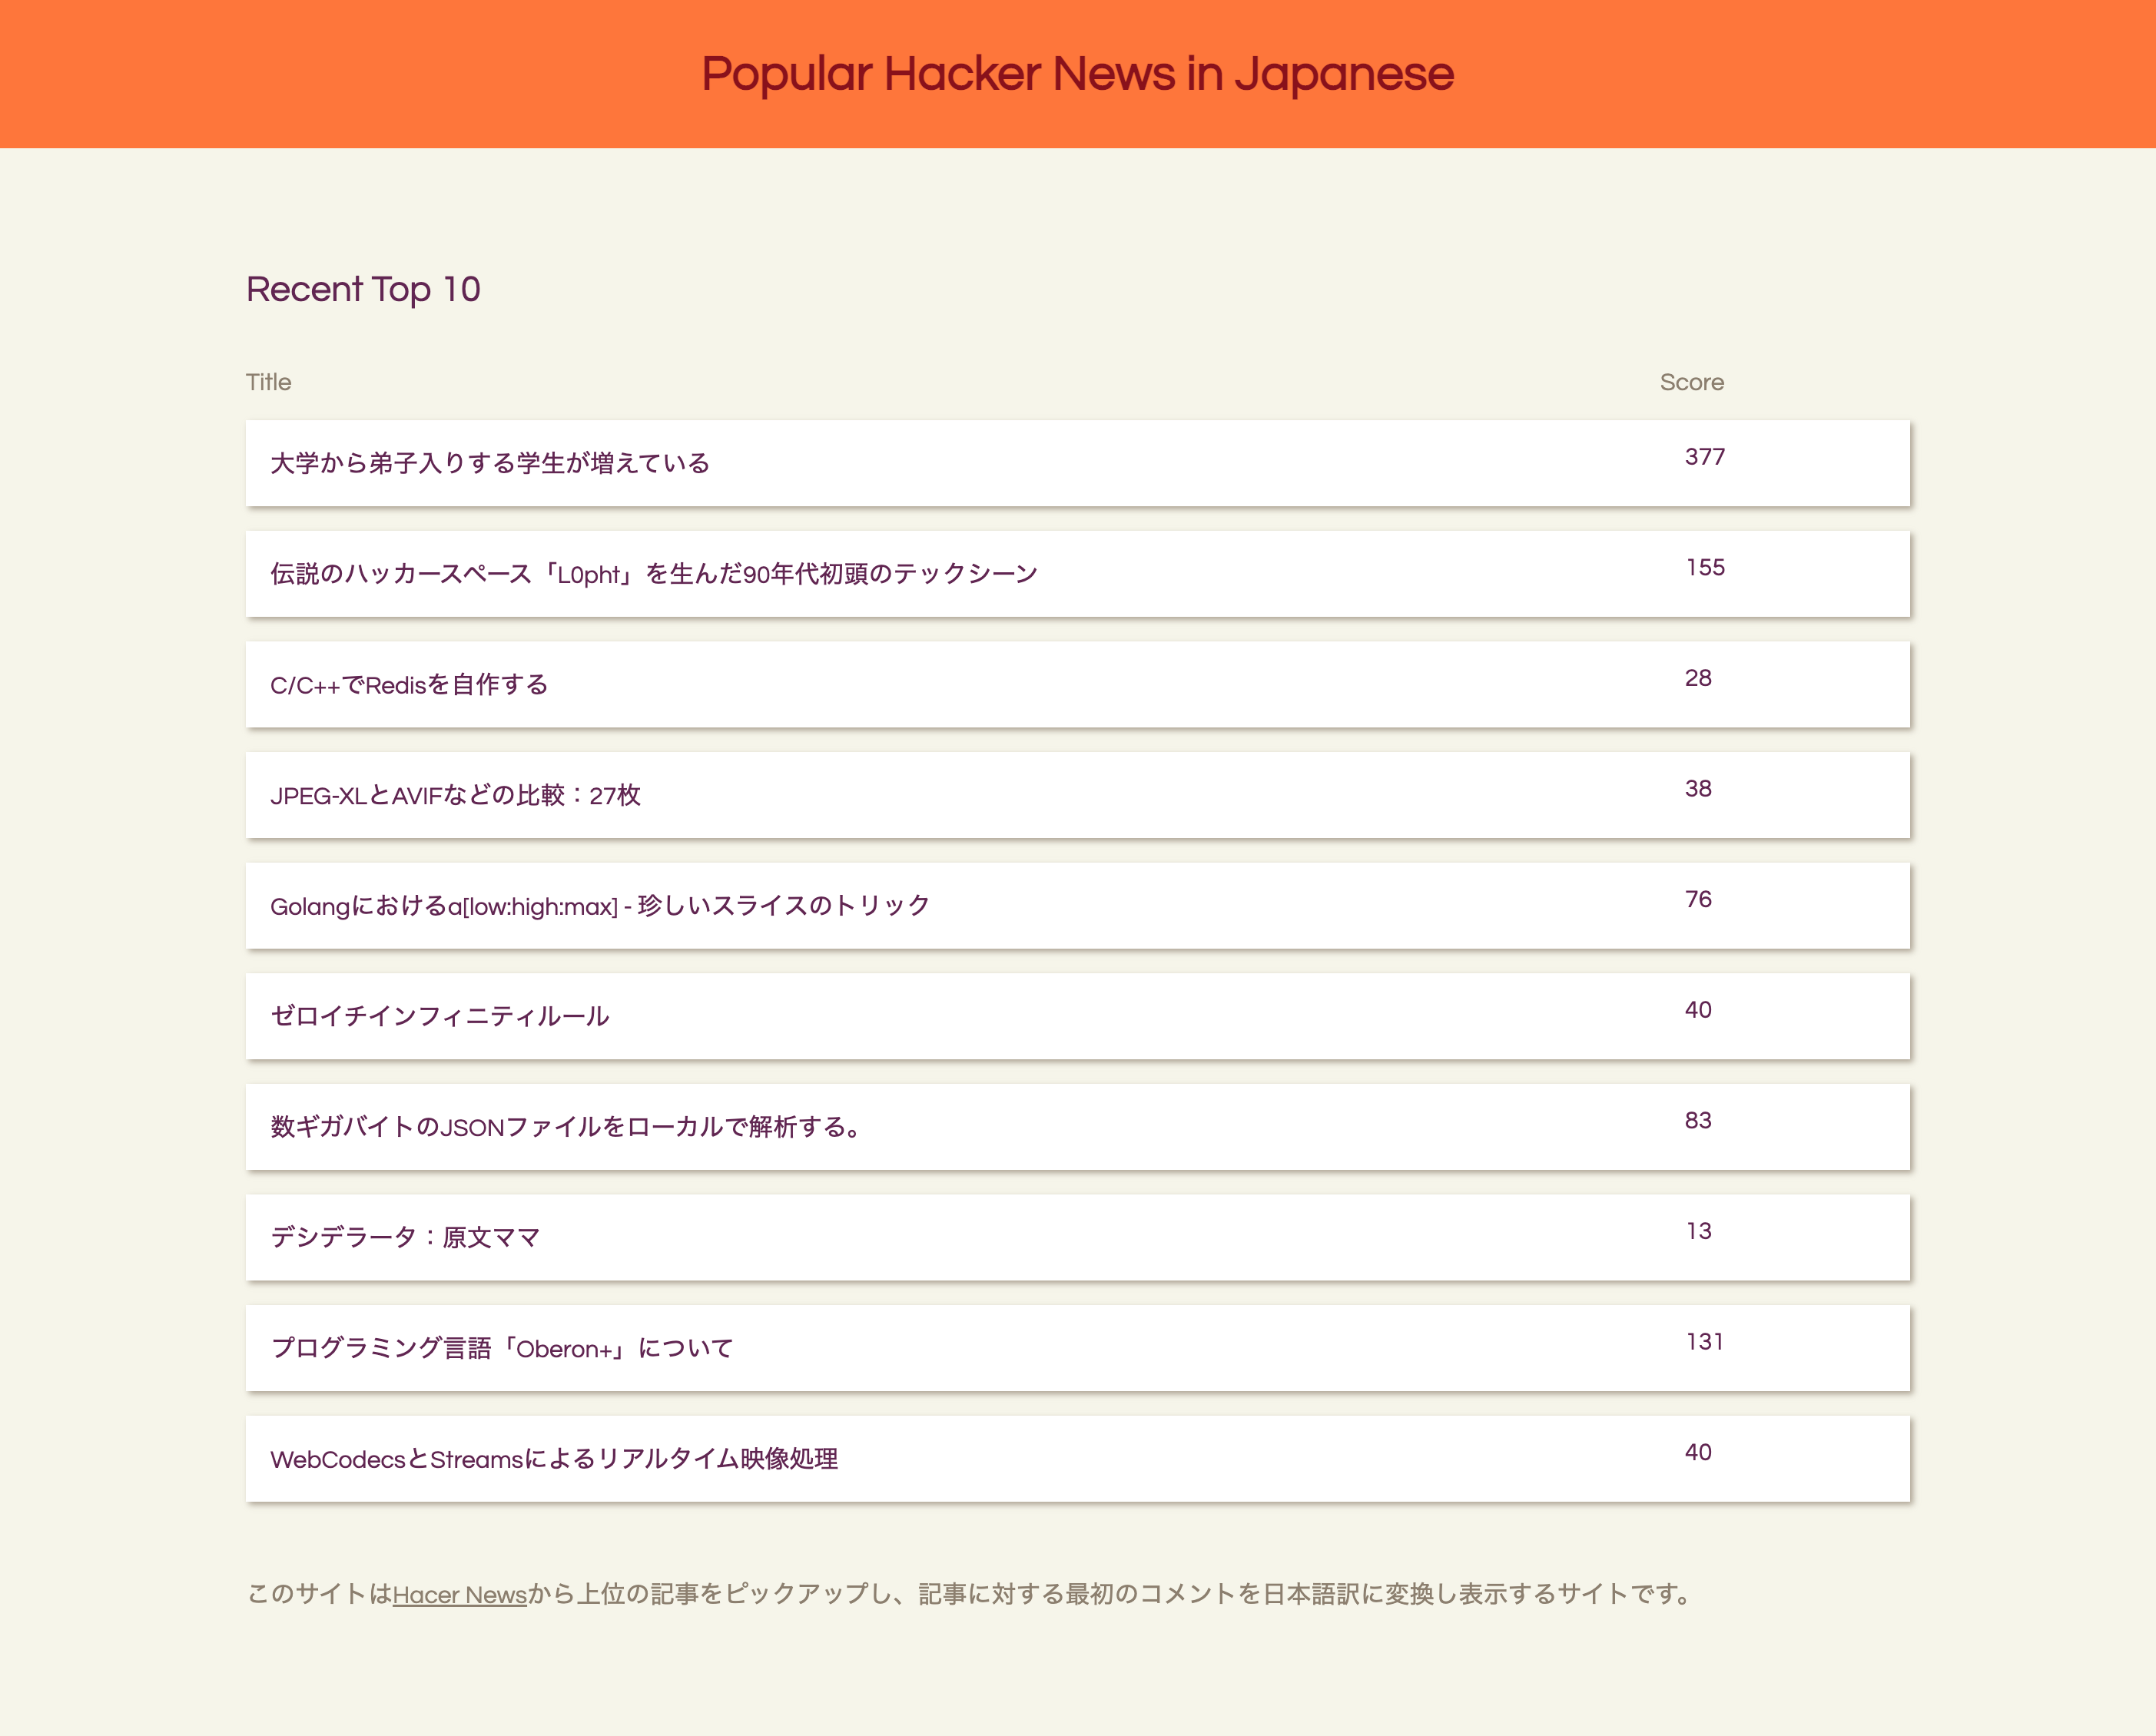 Popular Hacker News in Japanese
Recent Top 10
Title Score
大学から弟子入りする学生が増えている 377
伝説のハッカースペース「L0pht」を生んだ90年代初頭のテックシーン 155
C/C++でRedisを自作する 28
JPEG-XLとAVIFなどの比較：27枚 38
Golangにおけるa[low:high:max] - 珍しいスライスのトリック 76
ゼロイチインフィニティルール 40
数ギガバイトのJSONファイルをローカルで解析する。 83
デシデラータ：原文ママ 13
プログラミング言語「Oberon+」について 131
WebCodecsとStreamsによるリアルタイム映像処理 40
このサイトはHacer Newsから上位の記事をピックアップし、記事に対する最初のコメントを日本語訳に変換し表示するサイトです。